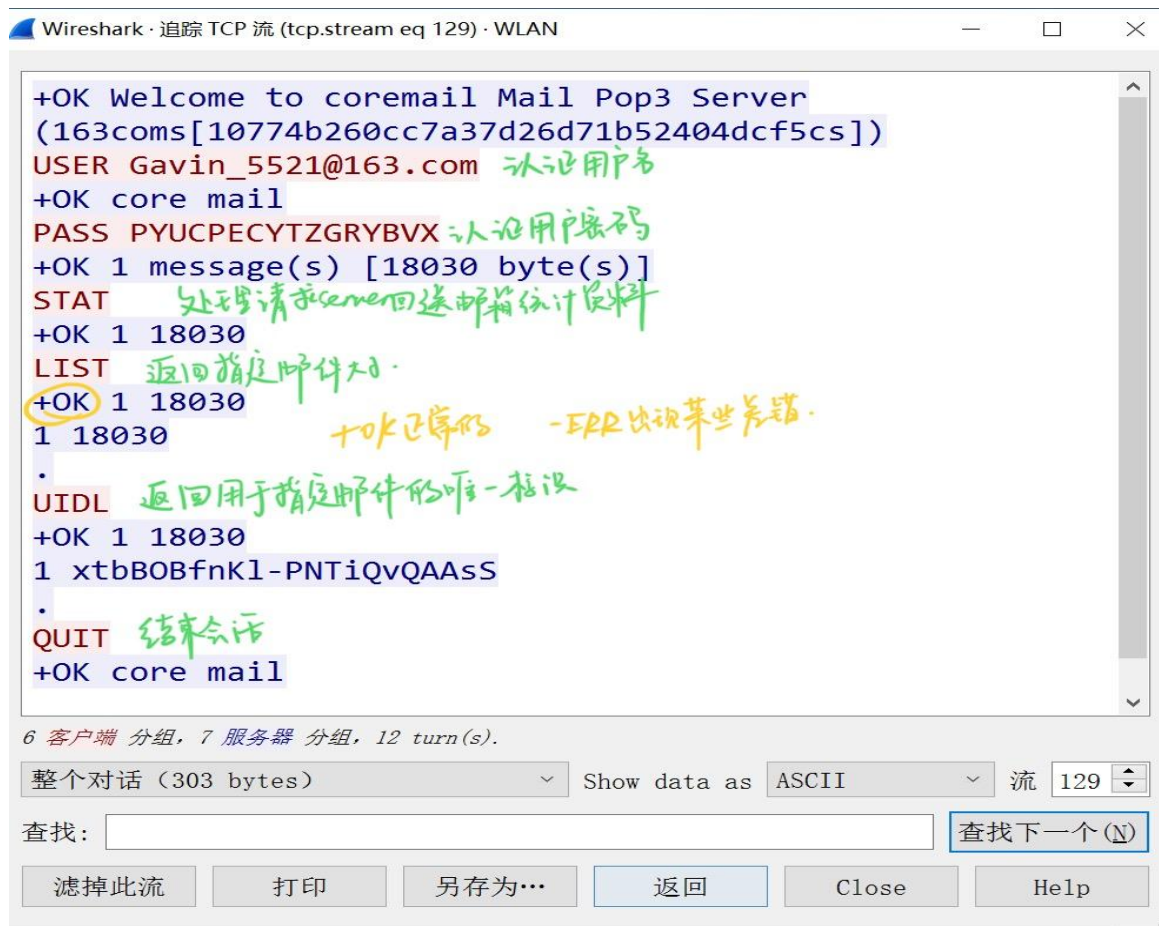 Wireshark · 追踪 TCP 流 (tcp.stream eq 129) · WLAN
+OK Welcome to coremail Mail Pop3 Server
(163coms[10774b260cc7a37d26d71b52404dcf5cs])
USER Gavin_5521@163.com 认证用户名
+OK core mail
PASS PYUCPECYTZGRYBVX 认证用户密码
+OK 1 message(s) [18030 byte(s)]
STAT 处理请求server回送邮箱统计资料
+OK 1 18030
LIST 返回指定邮件大小.
+OK 1 18030
1 18030 +OK正常的 -ERR出现某些差错.
.
UIDL 返回用于指定邮件的唯一标识
+OK 1 18030
1 xtbBOBfnKl-PNTiQvQAAsS
.
QUIT 结束会话
+OK core mail
6 客户端 分组，7 服务器 分组，12 turn(s).
整个对话（303 bytes） Show data as ASCII 流 129
查找: 查找下一个(N)
滤掉此流 打印 另存为… 返回 Close Help